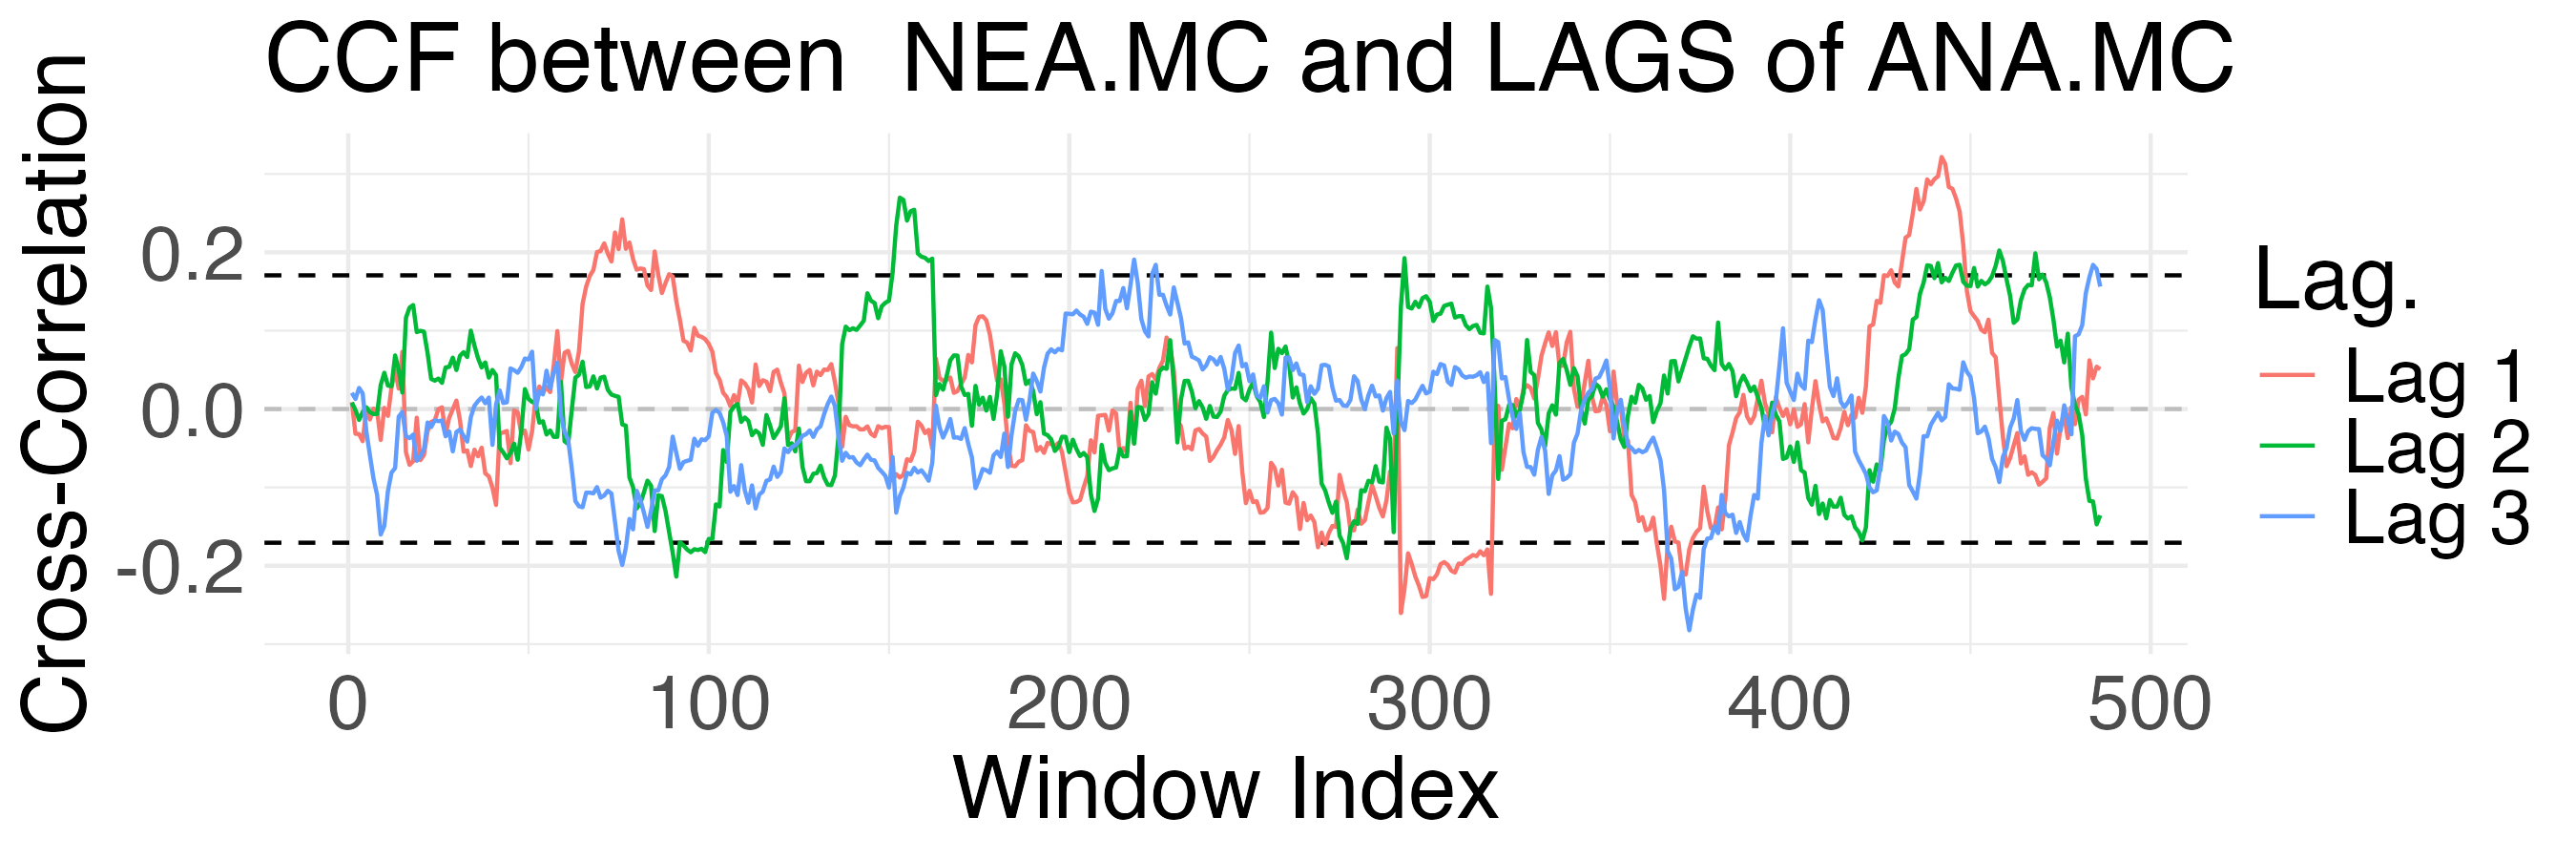 CCF between  NEA.MC and LAGS of ANA.MC
Cross-Correlation
0.2
0.0
-0.2
0 100 200 300 400 500
Window Index
Lag.
Lag 1
Lag 2
Lag 3